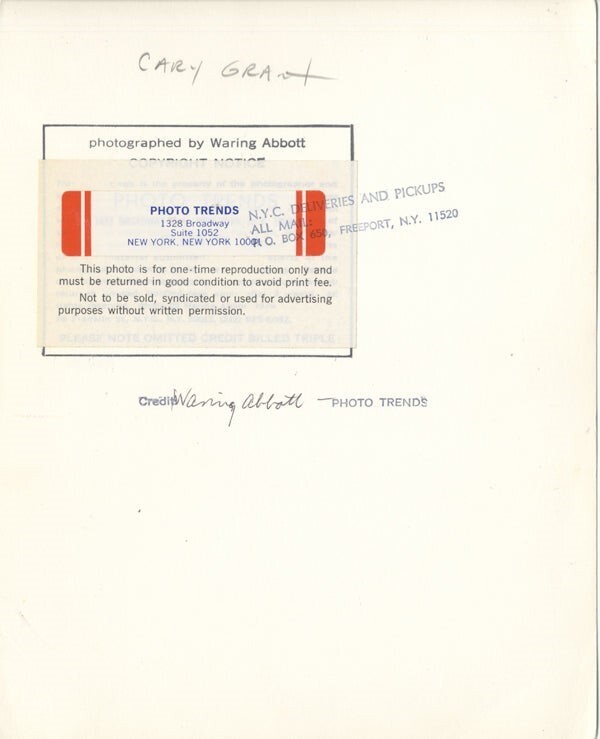 CARY GRANT
photographed by Waring Abbott
COPYRIGHT NOTICE
PHOTO TRENDS
PHOTO TRENDS
1328 Broadway
Suite 1052
NEW YORK, NEW YORK 10001
N.Y.C. DELIVERIES AND PICKUPS
ALL MAIL:
P.O. BOX 650, FREEPORT, N.Y. 11520
This photo is for one-time reproduction only and
must be returned in good condition to avoid print fee.
Not to be sold, syndicated or used for advertising
purposes without written permission.
PLEASE NOTE OMITTED CREDIT BILLED TRIPLE
Credit Waring Abbott — PHOTO TRENDS